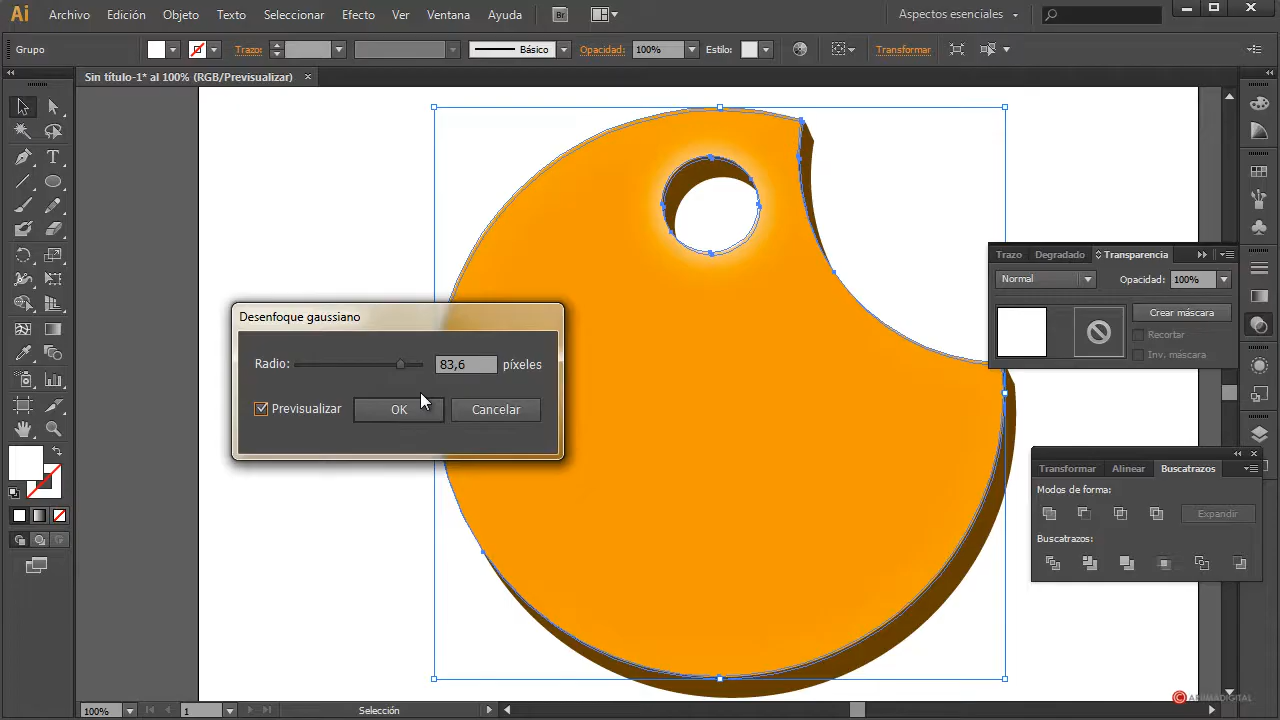 Ai Archivo Edición Objeto Texto Seleccionar Efecto Ver Ventana Ayuda Br Aspectos esenciales
Grupo Trazo: Básico Opacidad: 100% Estilo: Transformar
Sin título-1* al 100% (RGB/Previsualizar)
Trazo Degradado Transparencia
Normal Opacidad: 100%
Crear máscara
Recortar
Inv. máscara
Desenfoque gaussiano
Radio: 83,6 píxeles
Previsualizar OK Cancelar
Transformar Alinear Buscatrazos
Modos de forma:
Expandir
Buscatrazos:
100% 1 Selección